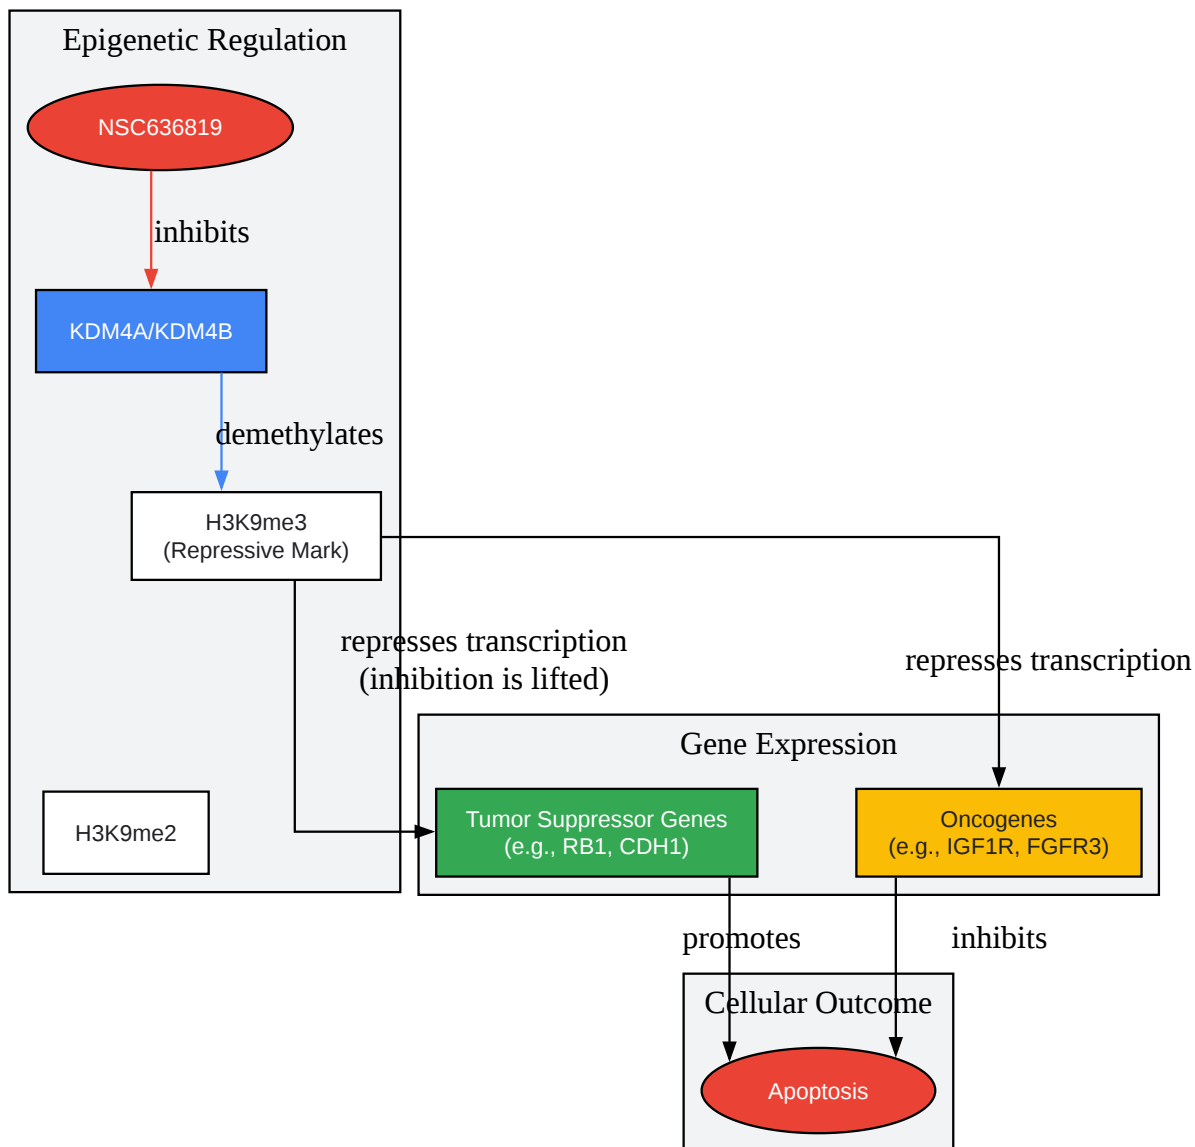 Epigenetic Regulation
NSC636819
inhibits
KDM4A/KDM4B
demethylates
H3K9me3
(Repressive Mark)
represses transcription
(inhibition is lifted)
represses transcription
Gene Expression
H3K9me2
Tumor Suppressor Genes
(e.g., RB1, CDH1)
Oncogenes
(e.g., IGF1R, FGFR3)
promotes
inhibits
Cellular Outcome
Apoptosis